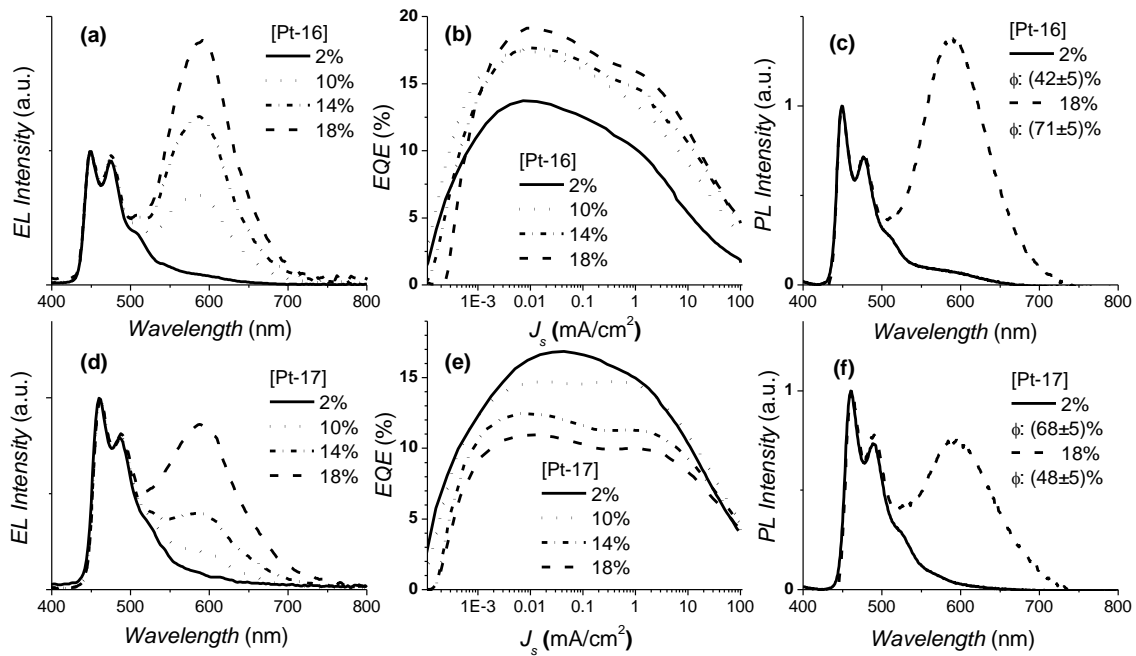 (a)
[Pt-16]
2%
10%
14%
18%
EL Intensity (a.u.)
400 500 600 700 800
Wavelength (nm)
(b)
20
15
10
5
0
EQE (%)
[Pt-16]
2%
10%
14%
18%
1E-3 0.01 0.1 1 10 100
Js (mA/cm²)
(c)
[Pt-16]
2%
ϕ: (42±5)%
18%
ϕ: (71±5)%
1
0
PL Intensity (a.u.)
400 500 600 700 800
Wavelength (nm)
(d)
[Pt-17]
2%
10%
14%
18%
EL Intensity (a.u.)
400 500 600 700 800
Wavelength (nm)
(e)
15
10
5
0
EQE (%)
[Pt-17]
2%
10%
14%
18%
1E-3 0.01 0.1 1 10 100
Js (mA/cm²)
(f)
[Pt-17]
2%
ϕ: (68±5)%
18%
ϕ: (48±5)%
1
0
PL Intensity (a.u.)
400 500 600 700 800
Wavelength (nm)